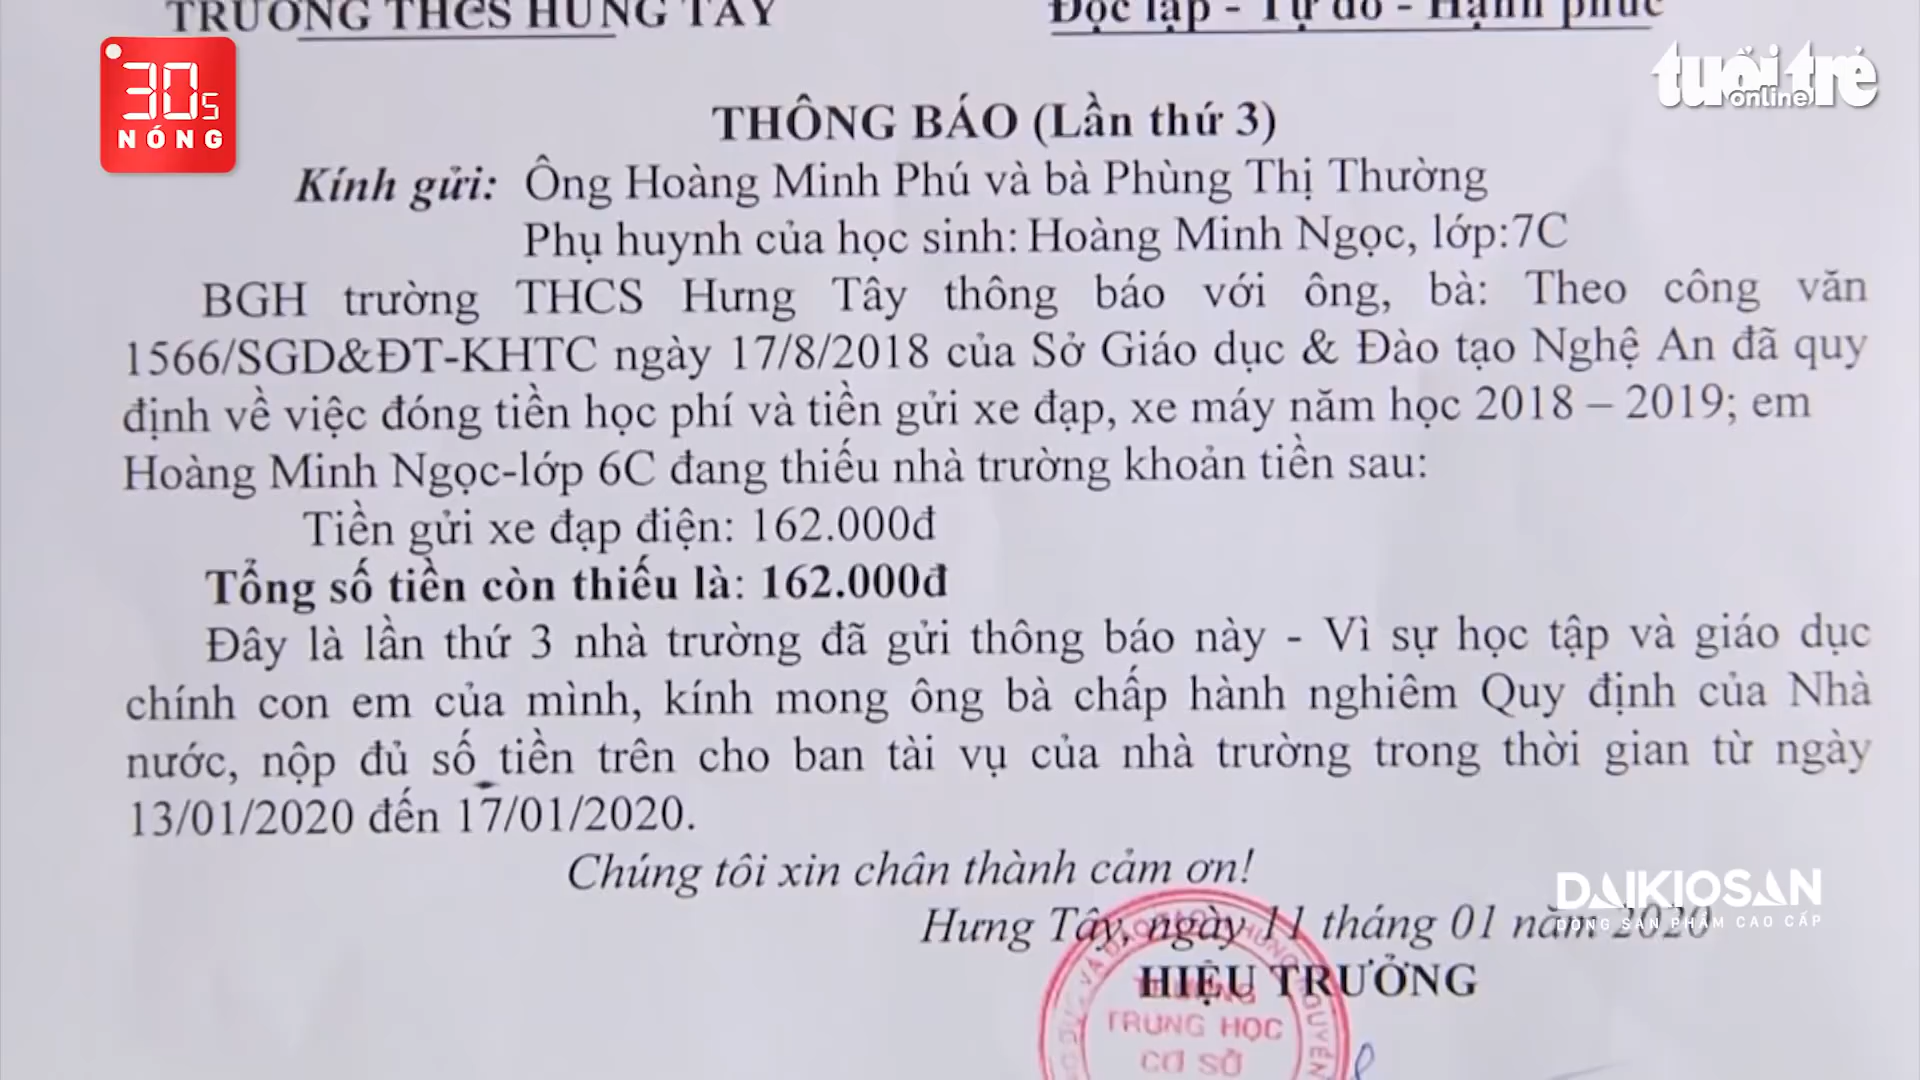 TRƯỜNG THCS HƯNG TÂY
Độc lập - Tự do - Hạnh phúc
30s
NÓNG
tuổi trẻ
online
THÔNG BÁO (Lần thứ 3)
Kính gửi: Ông Hoàng Minh Phú và bà Phùng Thị Thường
Phụ huynh của học sinh: Hoàng Minh Ngọc, lớp:7C
BGH trường THCS Hưng Tây thông báo với ông, bà: Theo công văn
1566/SGD&ĐT-KHTC ngày 17/8/2018 của Sở Giáo dục & Đào tạo Nghệ An đã quy
định về việc đóng tiền học phí và tiền gửi xe đạp, xe máy năm học 2018 – 2019; em
Hoàng Minh Ngọc-lớp 6C đang thiếu nhà trường khoản tiền sau:
Tiền gửi xe đạp điện: 162.000đ
Tổng số tiền còn thiếu là: 162.000đ
Đây là lần thứ 3 nhà trường đã gửi thông báo này - Vì sự học tập và giáo dục
chính con em của mình, kính mong ông bà chấp hành nghiêm Quy định của Nhà
nước, nộp đủ số tiền trên cho ban tài vụ của nhà trường trong thời gian từ ngày
13/01/2020 đến 17/01/2020.
Chúng tôi xin chân thành cảm ơn!
DAIKIOSAN
DÒNG SẢN PHẨM CAO CẤP
Hưng Tây, ngày 11 tháng 01 năm 2020
HIỆU TRƯỞNG
TRƯỜNG
TRUNG HỌC
CƠ SỞ